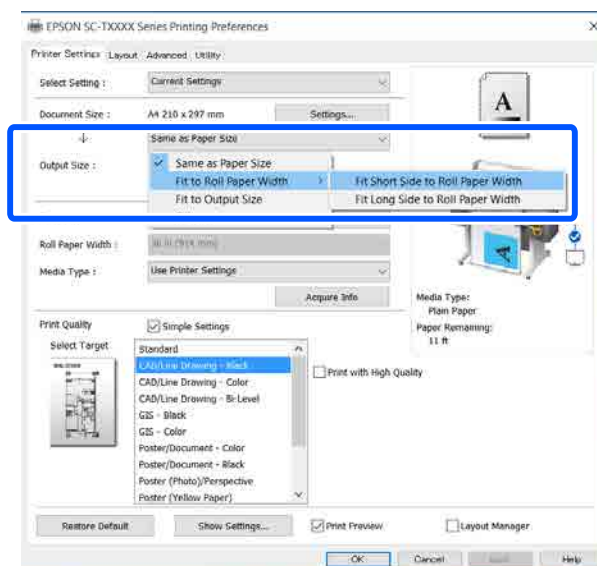 EPSON SC-TXXXX Series Printing Preferences
Printer Settings Layout Advanced Utility
Select Setting : Current Settings
A
Document Size : A4 210 x 297 mm Settings...
Same as Paper Size
Output Size : Same as Paper Size
Fit to Roll Paper Width Fit Short Side to Roll Paper Width
Fit to Output Size Fit Long Side to Roll Paper Width
Roll Paper Width :
Media Type : Use Printer Settings
Acquire Info
Media Type:
Plain Paper
Paper Remaining:
11 ft
Print Quality Simple Settings
Select Target
Standard
CAD/Line Drawing - Black
Print with High Quality
CAD/Line Drawing - Color
CAD/Line Drawing - Bi-Level
GIS - Black
GIS - Color
Poster/Document - Color
Poster/Document - Black
Poster (Photo)/Perspective
Poster (Yellow Paper)
Restore Default Show Settings... Print Preview Layout Manager
OK Cancel Help